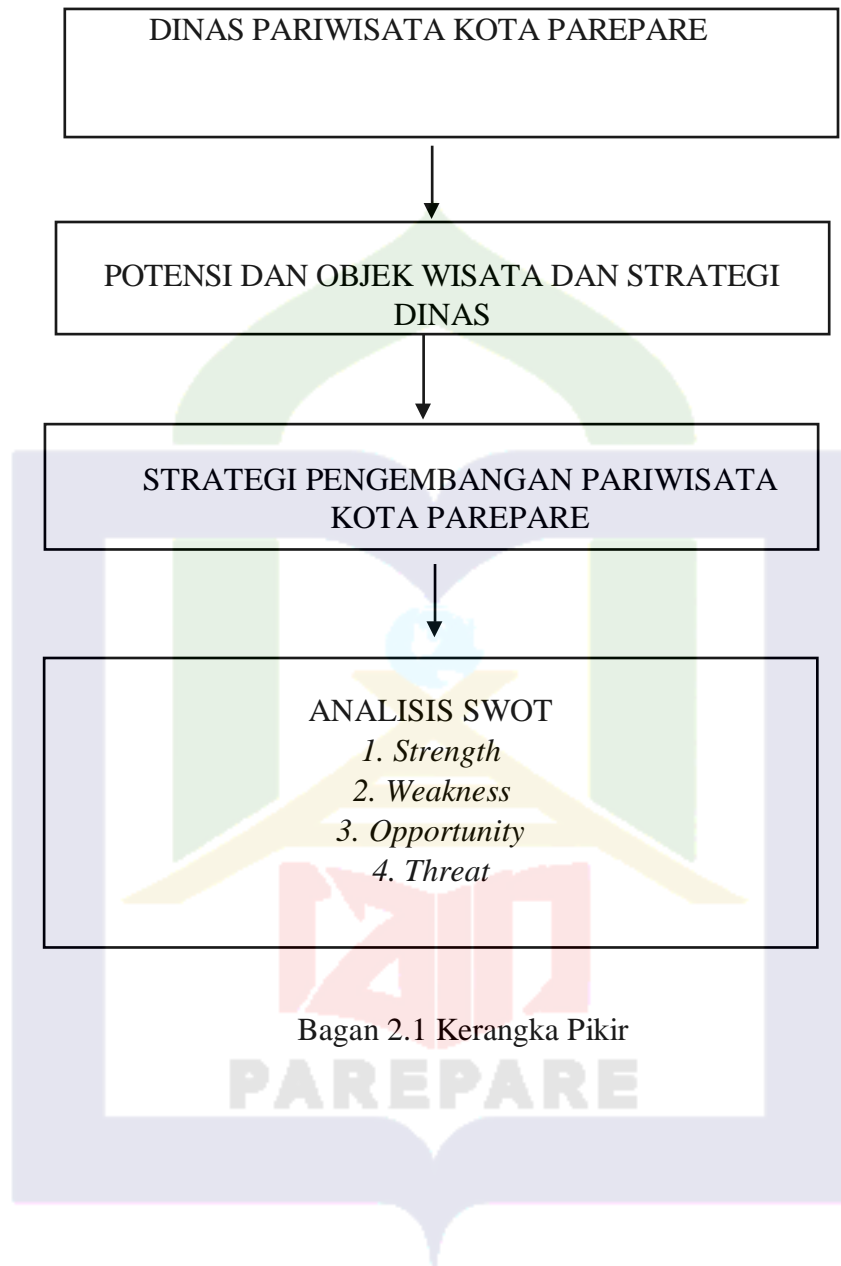 DINAS PARIWISATA KOTA PAREPARE
POTENSI DAN OBJEK WISATA DAN STRATEGI
DINAS
STRATEGI PENGEMBANGAN PARIWISATA
KOTA PAREPARE
ANALISIS SWOT
1. Strength
2. Weakness
3. Opportunity
4. Threat
iain
Bagan 2.1 Kerangka Pikir
PAREPARE